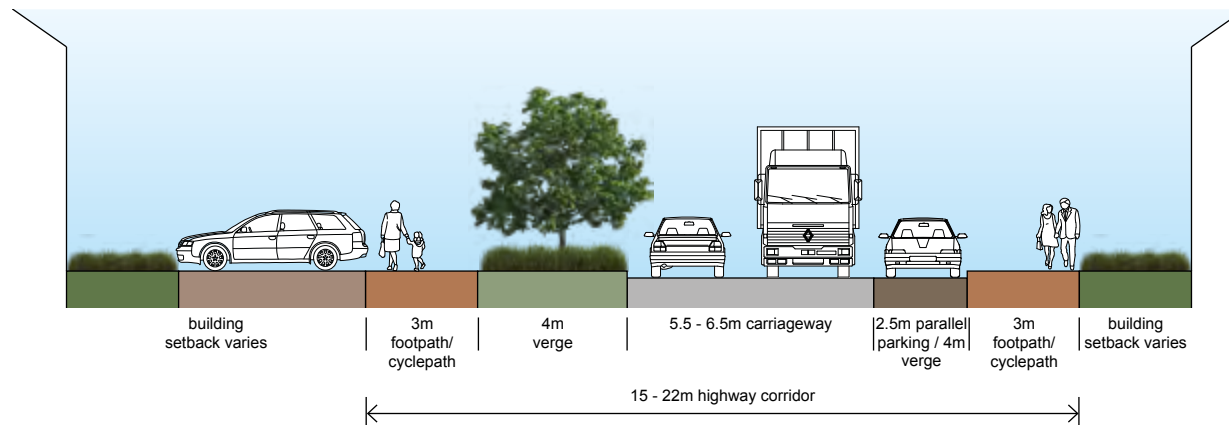 building
setback varies
3m
footpath/
cyclepath
4m
verge
5.5 - 6.5m carriageway
2.5m parallel
parking / 4m
verge
3m
footpath/
cyclepath
building
setback varies
15 - 22m highway corridor